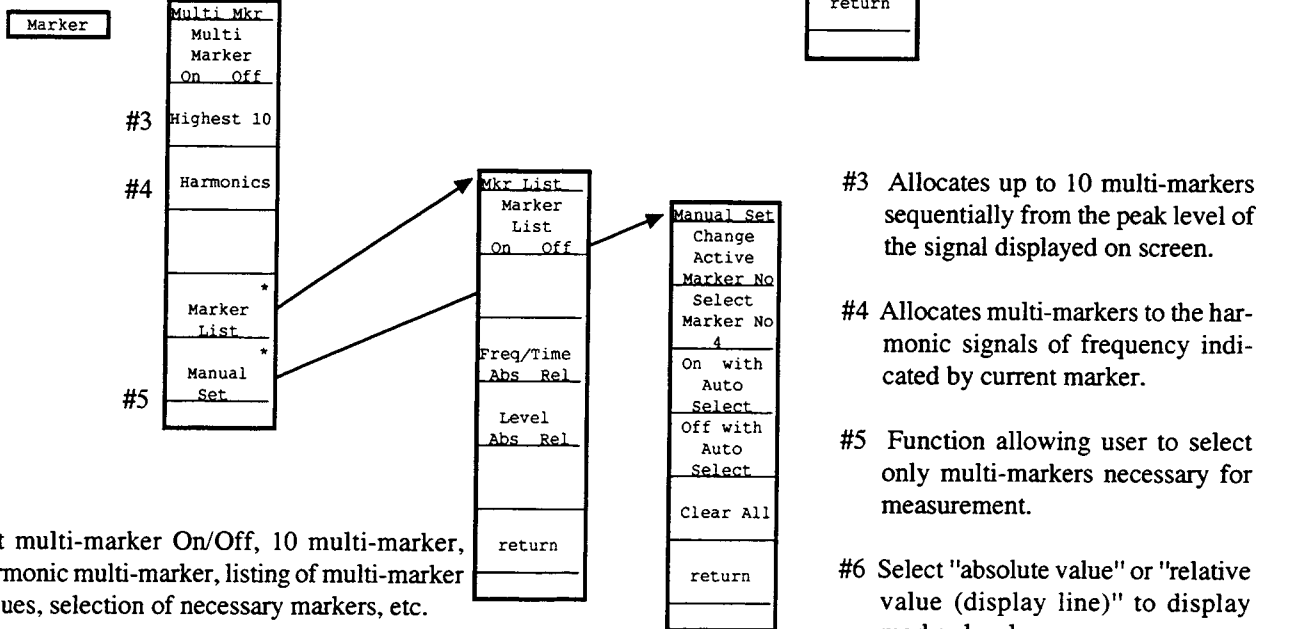 Marker
Multi Mkr
Multi
Marker
On Off
#3
Highest 10
#4
Harmonics
*
Marker
List
*
Manual
#5
Set
return
Mkr List
Marker
List
On Off
Freq/Time
Abs Rel
Level
Abs Rel
return
Manual Set
Change
Active
Marker No
Select
Marker No
4
On with
Auto
Select
Off with
Auto
Select
Clear All
return
#3 Allocates up to 10 multi-markers
sequentially from the peak level of
the signal displayed on screen.
#4 Allocates multi-markers to the har-
monic signals of frequency indi-
cated by current marker.
#5 Function allowing user to select
only multi-markers necessary for
measurement.
#6 Select "absolute value" or "relative
value (display line)" to display
t multi-marker On/Off, 10 multi-marker,
rmonic multi-marker, listing of multi-marker
ues, selection of necessary markers, etc.